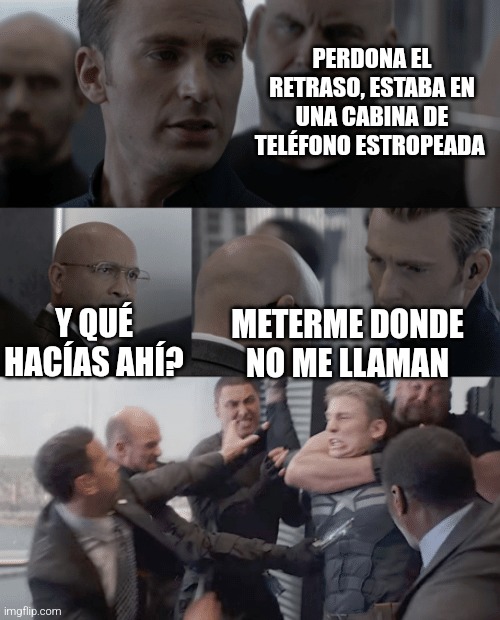 PERDONA EL
RETRASO, ESTABA EN
UNA CABINA DE
TELÉFONO ESTROPEADA
Y QUÉ
HACÍAS AHÍ?
METERME DONDE
NO ME LLAMAN
imgflip.com